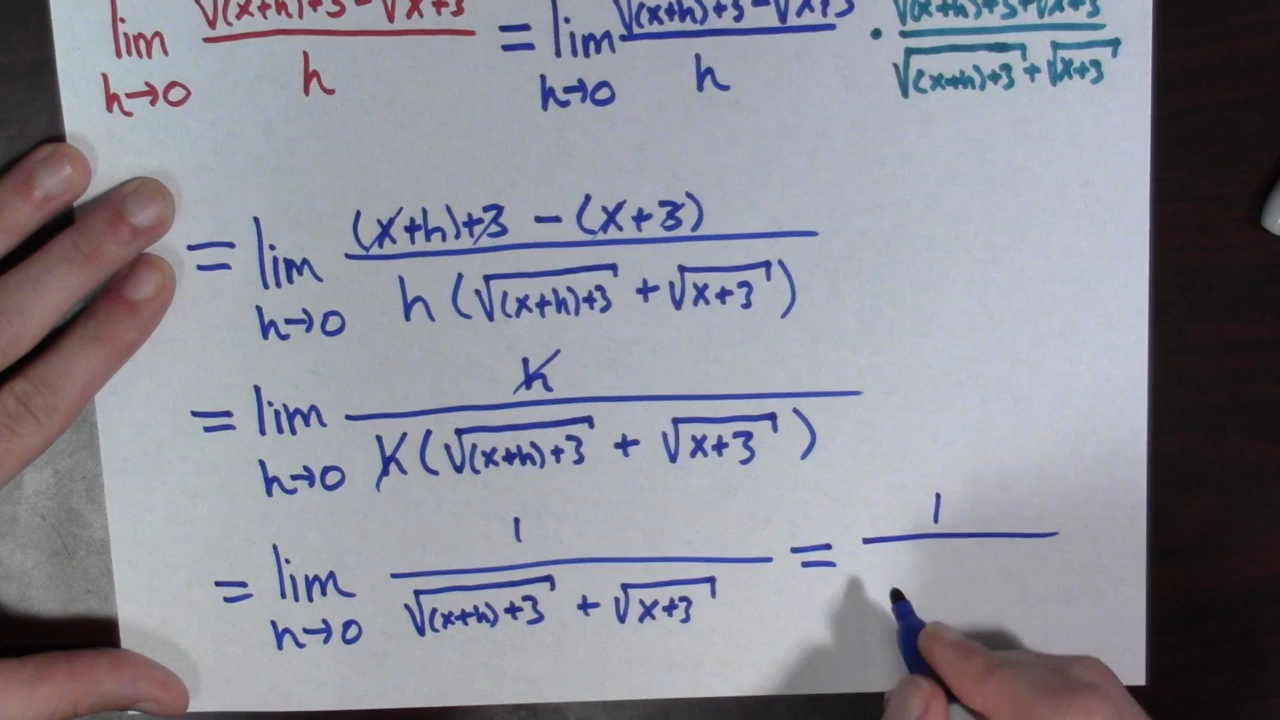 lim h→0 √(x+h)+3 - √x+3 / h = lim h→0 √(x+h)+3 - √x+3 / h · √(x+h)+3 + √x+3 / √(x+h)+3 + √x+3
= lim h→0 (x+h)+3 - (x+3) / h(√(x+h)+3 + √x+3)
= lim h→0 h / h(√(x+h)+3 + √x+3)
= lim h→0 1 / √(x+h)+3 + √x+3 = 1